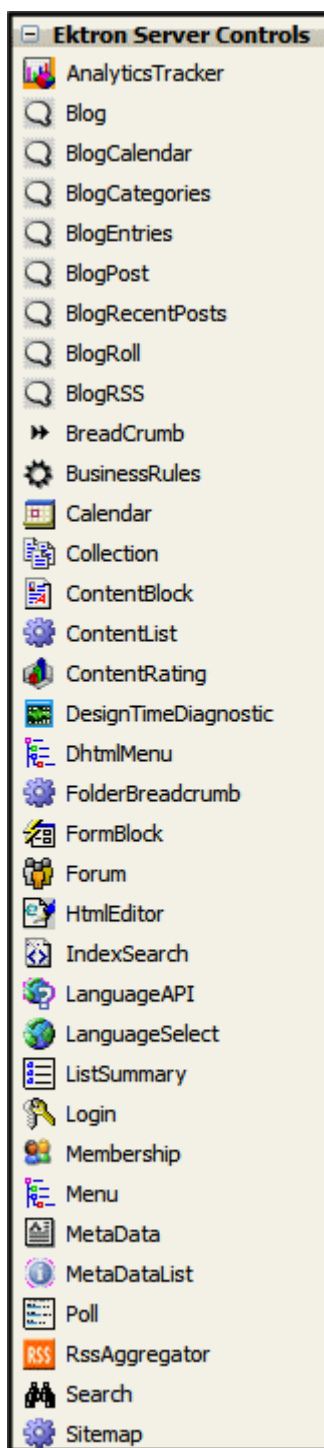 Ektron Server Controls
AnalyticsTracker
Blog
BlogCalendar
BlogCategories
BlogEntries
BlogPost
BlogRecentPosts
BlogRoll
BlogRSS
BreadCrumb
BusinessRules
Calendar
Collection
ContentBlock
ContentList
ContentRating
DesignTimeDiagnostic
DhtmlMenu
FolderBreadcrumb
FormBlock
Forum
HtmlEditor
IndexSearch
LanguageAPI
LanguageSelect
ListSummary
Login
Membership
Menu
MetaData
MetaDataList
Poll
RSS RssAggregator
Search
Sitemap